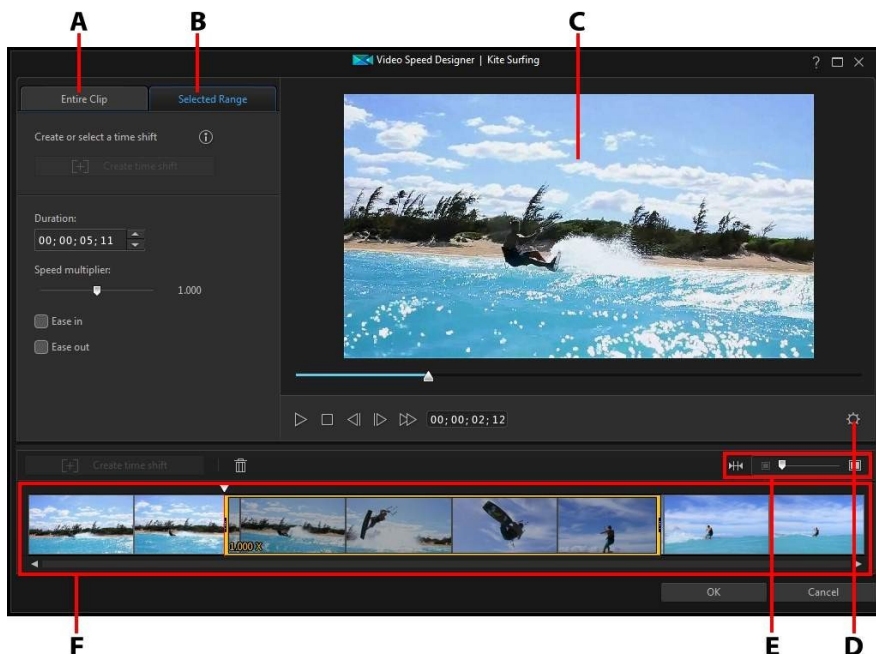 A
B
C
Video Speed Designer | Kite Surfing
Entire Clip
Selected Range
Create or select a time shift
Create time shift
Duration:
00;00;05;11
Speed multiplier:
1.000
Ease in
Ease out
00;00;02;12
Create time shift
1.000 X
OK
Cancel
F
E
D